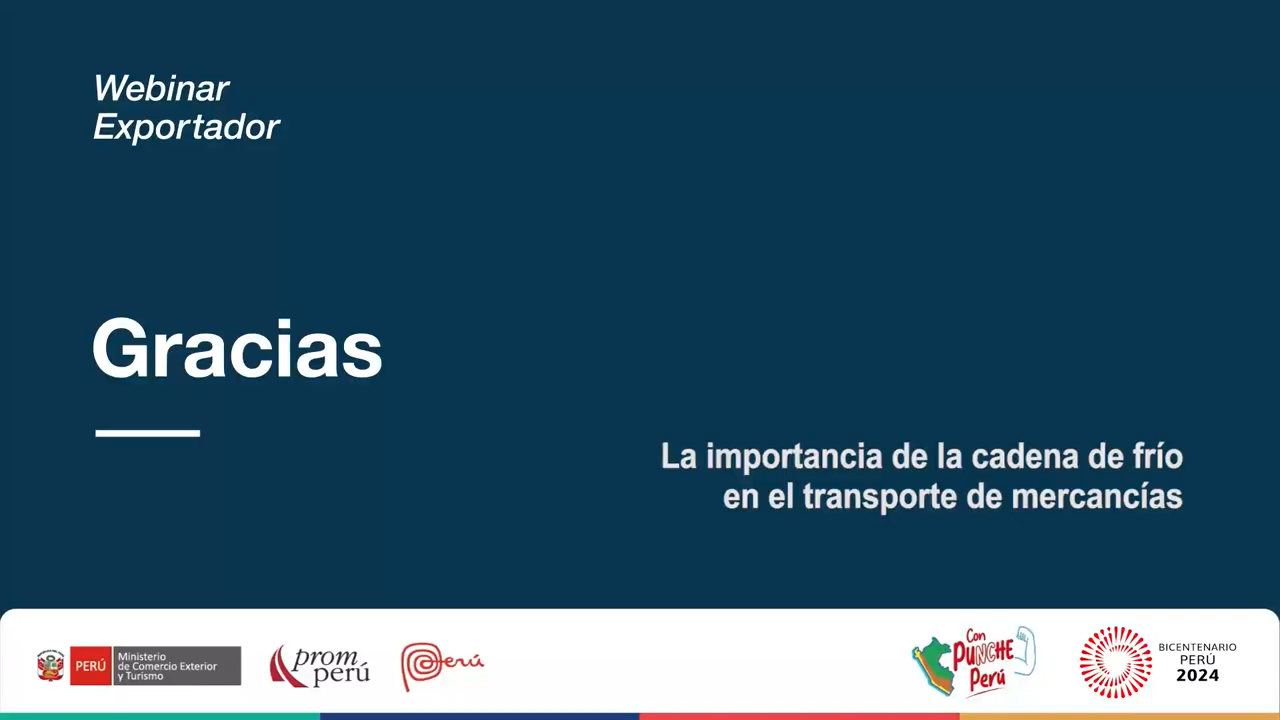 Webinar
Exportador
Gracias
La importancia de la cadena de frío
en el transporte de mercancías
PERÚ
Ministerio
de Comercio Exterior
y Turismo
prom
perú
Perú
Con
PUNCHE
Perú
BICENTENARIO
PERÚ
2024